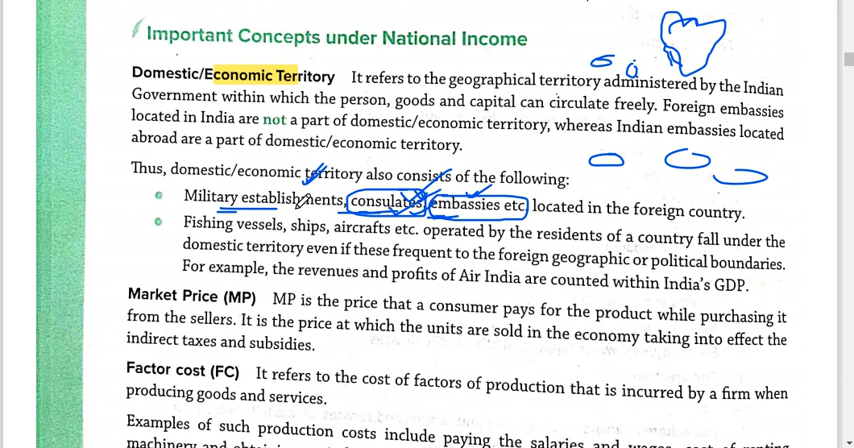 Important Concepts under National Income
Domestic/Economic Territory It refers to the geographical territory administered by the Indian
Government within which the person, goods and capital can circulate freely. Foreign embassies
located in India are not a part of domestic/economic territory, whereas Indian embassies located
abroad are a part of domestic/economic territory.
Thus, domestic/economic territory also consists of the following:
• Military establishments, consulates, embassies etc. located in the foreign country.
• Fishing vessels, ships, aircrafts etc. operated by the residents of a country fall under the
domestic territory even if these frequent to the foreign geographic or political boundaries.
For example, the revenues and profits of Air India are counted within India's GDP.
Market Price (MP) MP is the price that a consumer pays for the product while purchasing it
from the sellers. It is the price at which the units are sold in the economy taking into effect the
indirect taxes and subsidies.
Factor cost (FC) It refers to the cost of factors of production that is incurred by a firm when
producing goods and services.
Examples of such production costs include paying the salaries and
machinery and